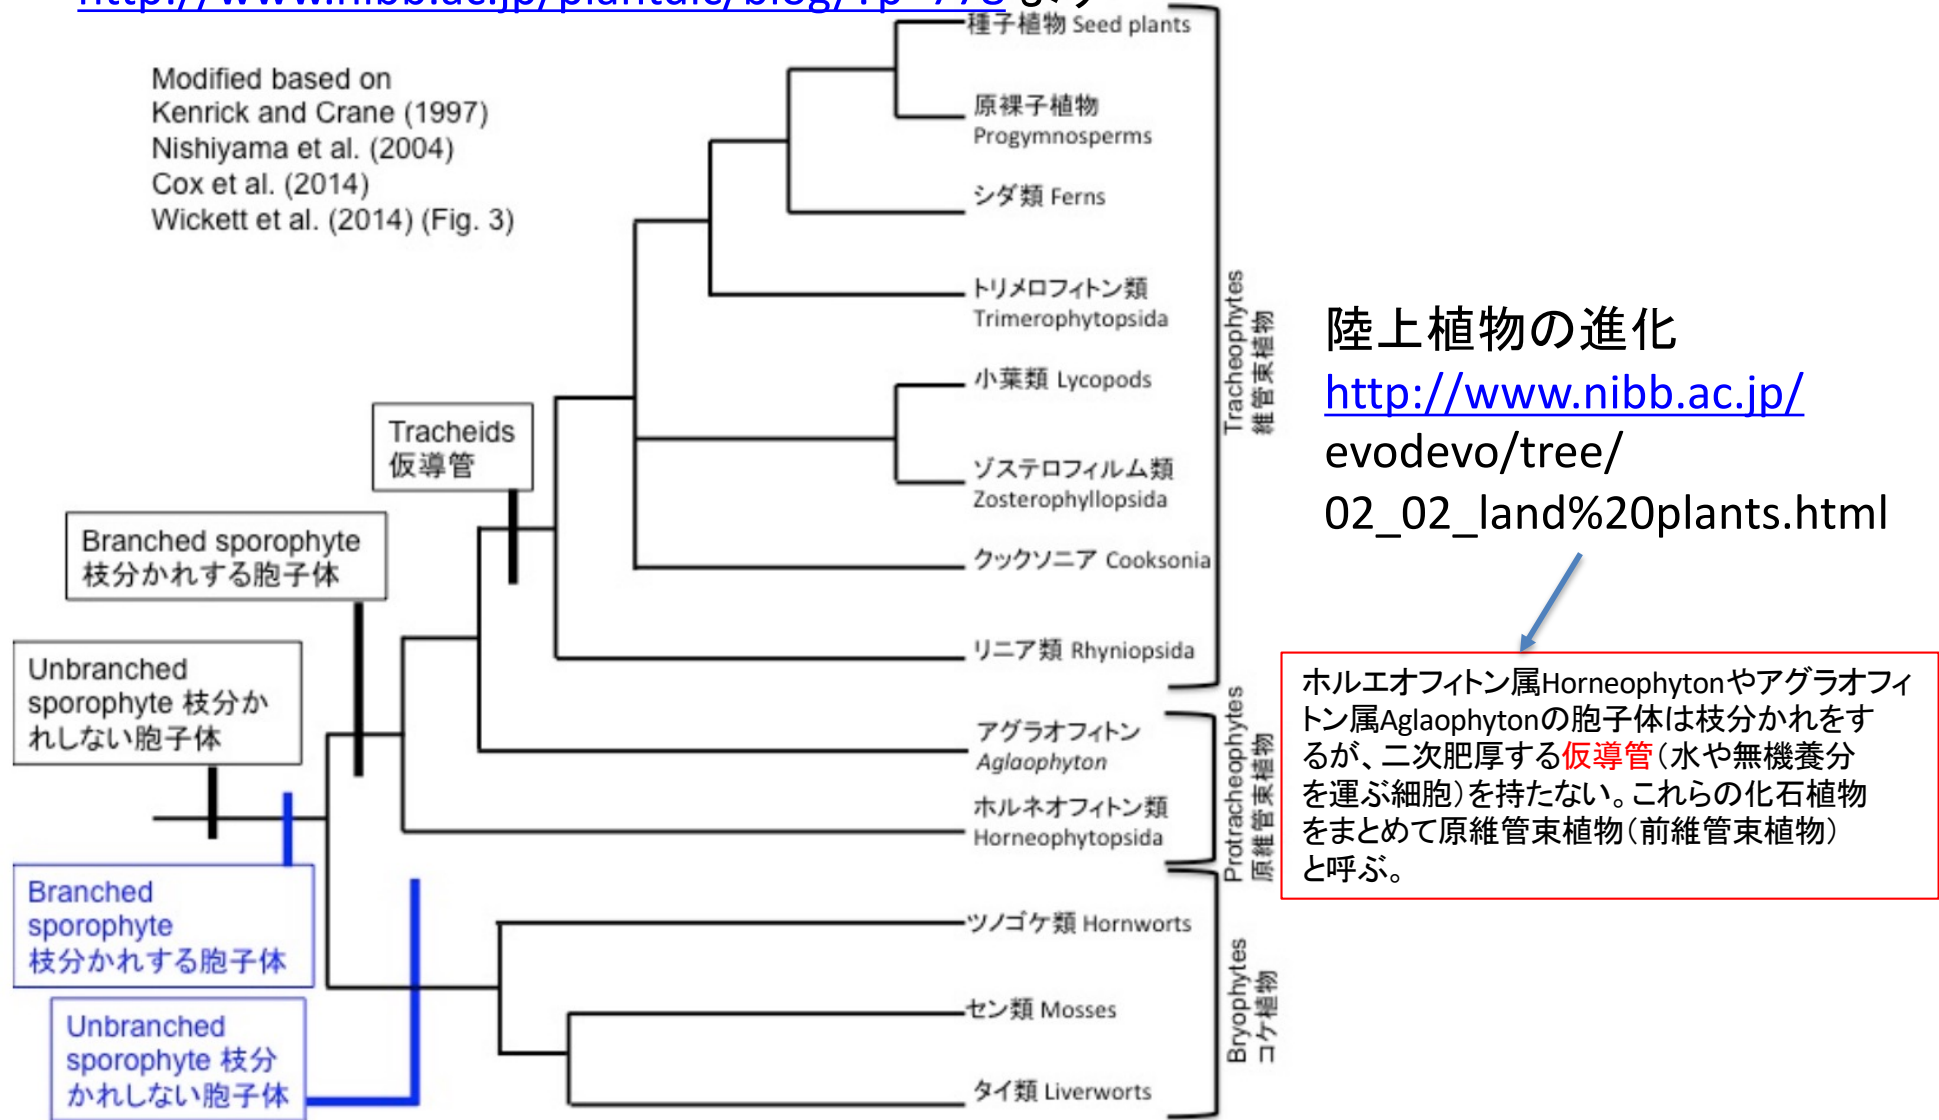 Modified based on
Kenrick and Crane (1997)
Nishiyama et al. (2004)
Cox et al. (2014)
Wickett et al. (2014) (Fig. 3)
種子植物 Seed plants
原裸子植物
Progymnosperms
シダ類 Ferns
トリメロフィトン類
Trimerophytopsida
小葉類 Lycopods
ゾステロフィルム類
Zosterophyllopsida
クックソニア Cooksonia
リニア類 Rhyniopsida
アグラオフィトン
Aglaophyton
ホルネオフィトン類
Horneophytopsida
ツノゴケ類 Hornworts
セン類 Mosses
タイ類 Liverworts
Tracheophytes
維管束植物
Protracheophytes
原維管束植物
Bryophytes
コケ植物
Tracheids
仮導管
Branched sporophyte
枝分かれする胞子体
Unbranched
sporophyte 枝分か
れしない胞子体
Branched
sporophyte
枝分かれする胞子体
Unbranched
sporophyte 枝分
かれしない胞子体
陸上植物の進化
http://www.nibb.ac.jp/
evodevo/tree/
02_02_land%20plants.html
ホルエオフィトン属Horneophytonやアグラオフィ
トン属Aglaophytonの胞子体は枝分かれをす
るが、二次肥厚する仮導管（水や無機養分
を運ぶ細胞）を持たない。これらの化石植物
をまとめて原維管束植物（前維管束植物）
と呼ぶ。